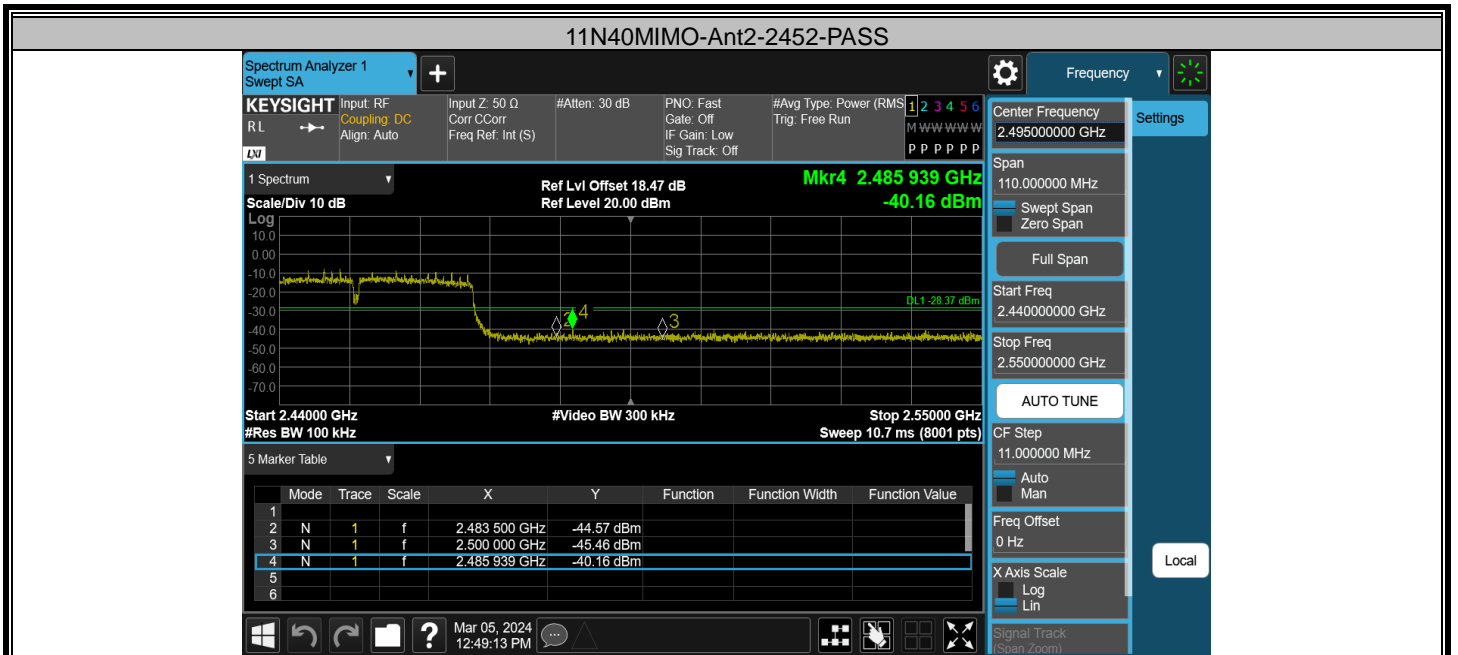 11N40MIMO-Ant2-2452-PASS
Spectrum Analyzer 1
Swept SA
+
Frequency
KEYSIGHT
RL
LXI
Input: RF
Coupling: DC
Align: Auto
Input Z: 50 Ω
Corr CCorr
Freq Ref: Int (S)
#Atten: 30 dB
PNO: Fast
Gate: Off
IF Gain: Low
Sig Track: Off
#Avg Type: Power (RMS
Trig: Free Run
1 2 3 4 5 6
M W W W W W
P P P P P P
Center Frequency
2.495000000 GHz
Settings
Span
110.000000 MHz
Swept Span
Zero Span
Full Span
Start Freq
2.440000000 GHz
Stop Freq
2.550000000 GHz
AUTO TUNE
CF Step
11.000000 MHz
Auto
Man
Freq Offset
0 Hz
X Axis Scale
Log
Lin
Signal Track
(Span Zoom)
Local
1 Spectrum
Scale/Div 10 dB
Ref Lvl Offset 18.47 dB
Ref Level 20.00 dBm
Mkr4 2.485 939 GHz
-40.16 dBm
Log
10.0
0.00
-10.0
-20.0
-30.0
-40.0
-50.0
-60.0
-70.0
DL1 -28.37 dBm
2 4
3
Start 2.44000 GHz
#Res BW 100 kHz
#Video BW 300 kHz
Stop 2.55000 GHz
Sweep 10.7 ms (8001 pts)
5 Marker Table
Mode Trace Scale X Y Function Function Width Function Value
1
2 N 1 f 2.483 500 GHz -44.57 dBm
3 N 1 f 2.500 000 GHz -45.46 dBm
4 N 1 f 2.485 939 GHz -40.16 dBm
5
6
?
Mar 05, 2024
12:49:13 PM